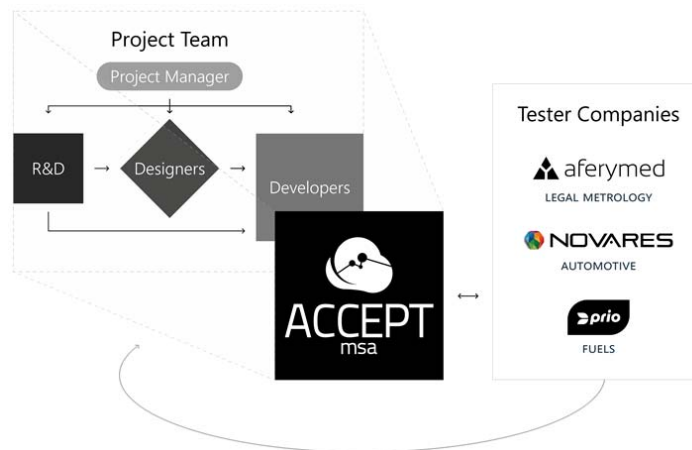 Project Team
Project Manager
R&D
Designers
Developers
ACCEPT
msa
Tester Companies
aferymed
LEGAL METROLOGY
NOVARES
AUTOMOTIVE
prio
FUELS